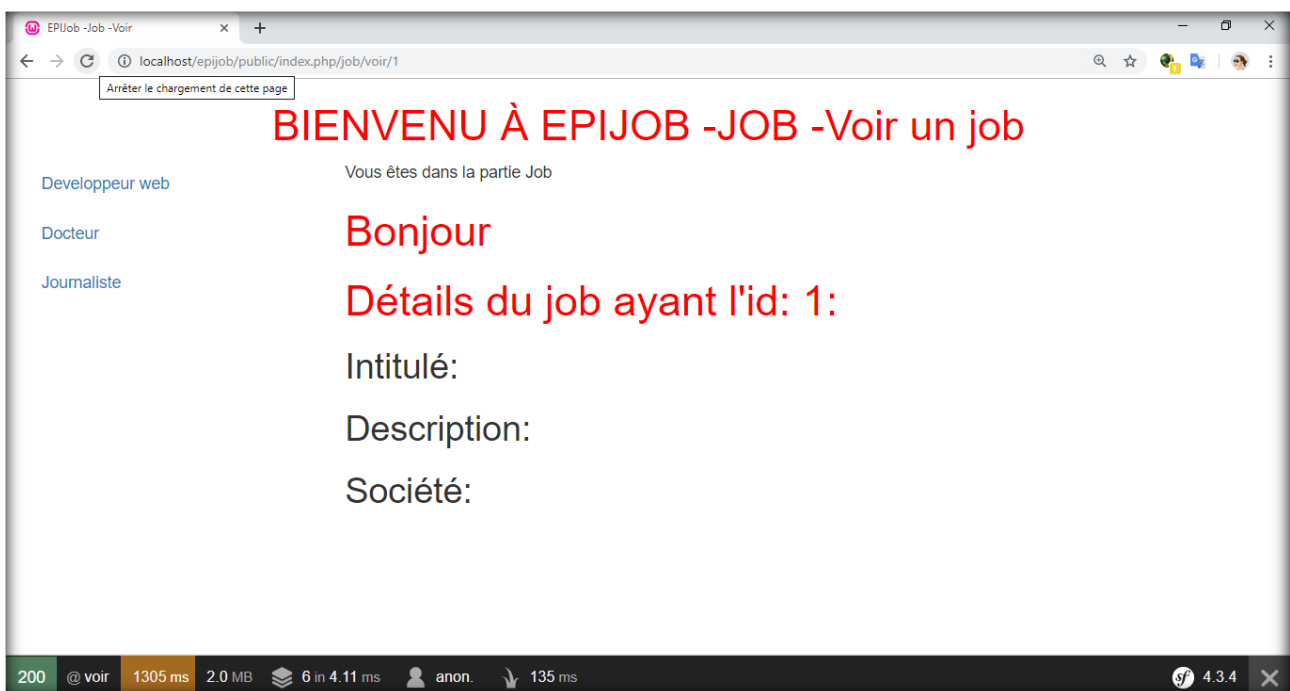 EPIJob -Job -Voir
localhost/epijob/public/index.php/job/voir/1
Arrêter le chargement de cette page
BIENVENU À EPIJOB -JOB -Voir un job
Developpeur web
Docteur
Journaliste
Vous êtes dans la partie Job
Bonjour
Détails du job ayant l'id: 1:
Intitulé:
Description:
Société:
200 @ voir 1305 ms 2.0 MB 6 in 4.11 ms anon. 135 ms sf 4.3.4